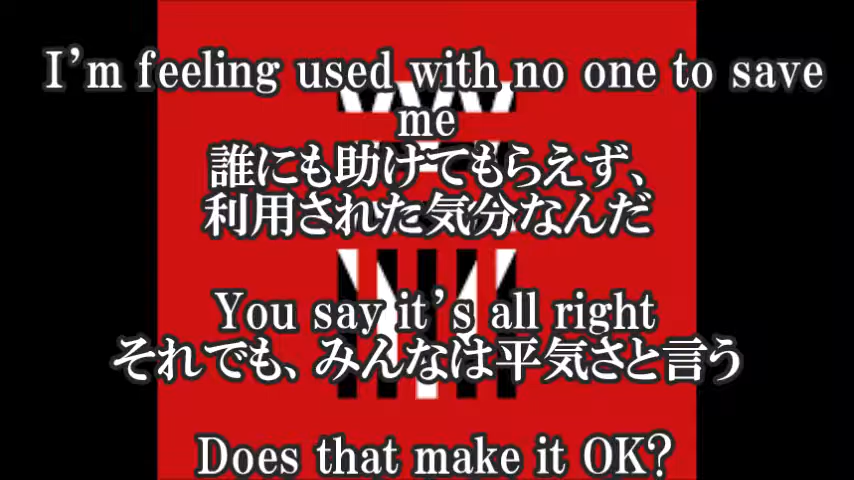 I'm feeling used with no one to save
me
誰にも助けてもらえず、
利用された気分なんだ
You say it's all right
それでも、みんなは平気さと言う
Does that make it OK?